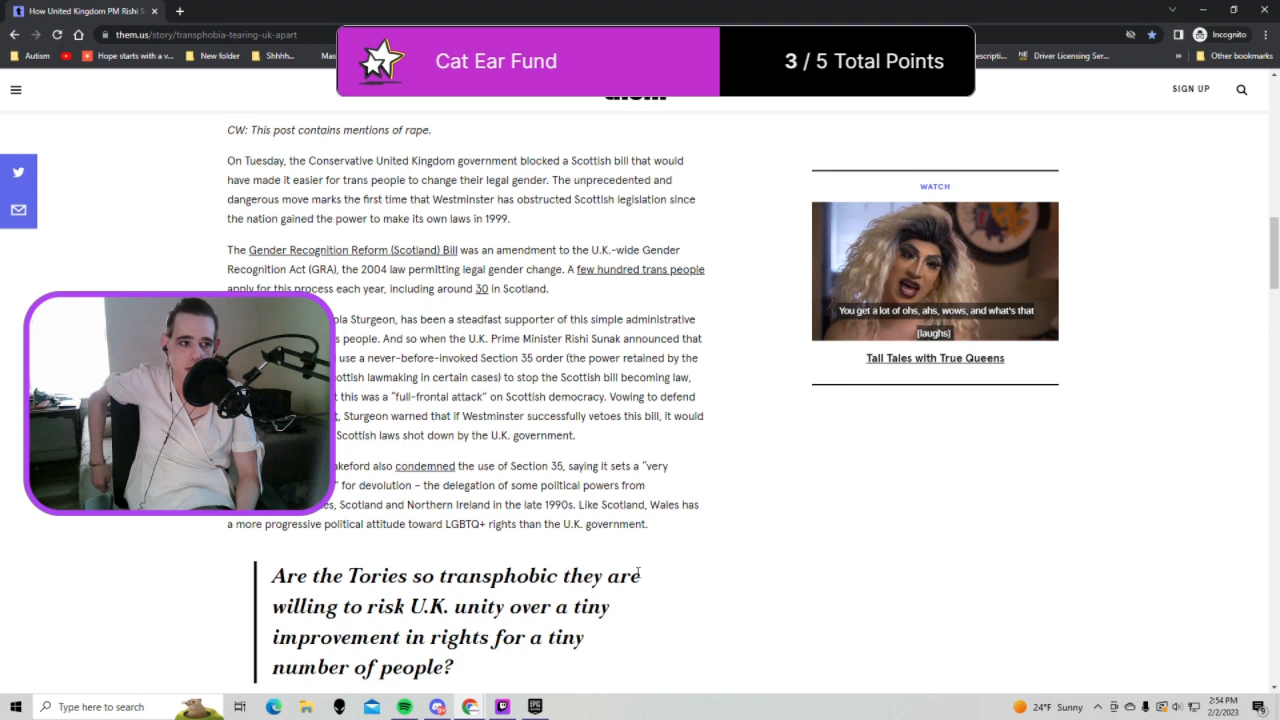 How United Kingdom PM Rishi S
them.us/story/transphobia-tearing-uk-apart
Incognito
Autism
Hope starts with a v...
Shhhh...
Driver Licensing Ser...
Other bookmarks
Cat Ear Fund
3 / 5 Total Points
SIGN UP
CW: This post contains mentions of rape.
On Tuesday, the Conservative United Kingdom government blocked a Scottish bill that would
have made it easier for trans people to change their legal gender. The unprecedented and
dangerous move marks the first time that Westminster has obstructed Scottish legislation since
the nation gained the power to make its own laws in 1999.
The Gender Recognition Reform (Scotland) Bill was an amendment to the U.K.-wide Gender
Recognition Act (GRA), the 2004 law permitting legal gender change. A few hundred trans people
apply for this process each year, including around 30 in Scotland.
Sturgeon, has been a steadfast supporter of this simple administrative
people. And so when the U.K. Prime Minister Rishi Sunak announced that
use a never-before-invoked Section 35 order (the power retained by the
lawmaking in certain cases) to stop the Scottish bill becoming law,
this was a "full-frontal attack" on Scottish democracy. Vowing to defend
Sturgeon warned that if Westminster successfully vetoes this bill, it would
Scottish laws shot down by the U.K. government.
also condemned the use of Section 35, saying it sets a "very
" for devolution – the delegation of some political powers from
Scotland and Northern Ireland in the late 1990s. Like Scotland, Wales has
a more progressive political attitude toward LGBTQ+ rights than the U.K. government.
Are the Tories so transphobic they are
willing to risk U.K. unity over a tiny
improvement in rights for a tiny
number of people?
WATCH
You get a lot of ohs, ahs, wows, and what's that
[laughs]
Tall Tales with True Queens
Type here to search
EPIC
24°F Sunny
2:54 PM
2/2/2023